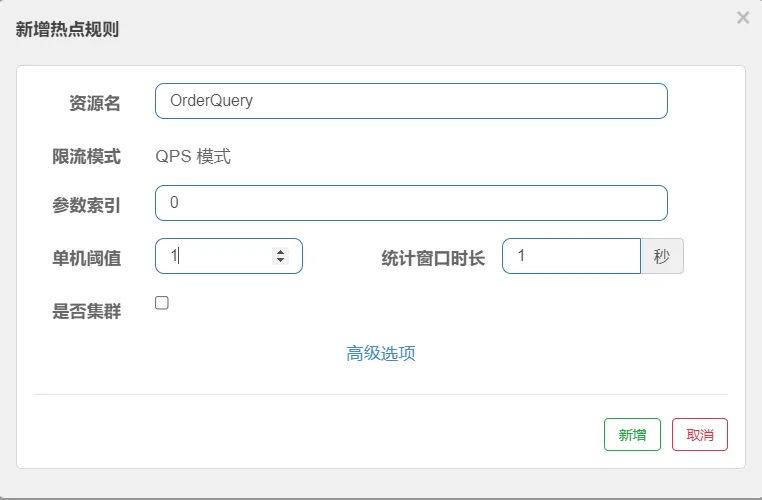 新增热点规则 ×
资源名 OrderQuery
限流模式 QPS 模式
参数索引 0
单机阈值 1 统计窗口时长 1 秒
是否集群
高级选项
新增 取消